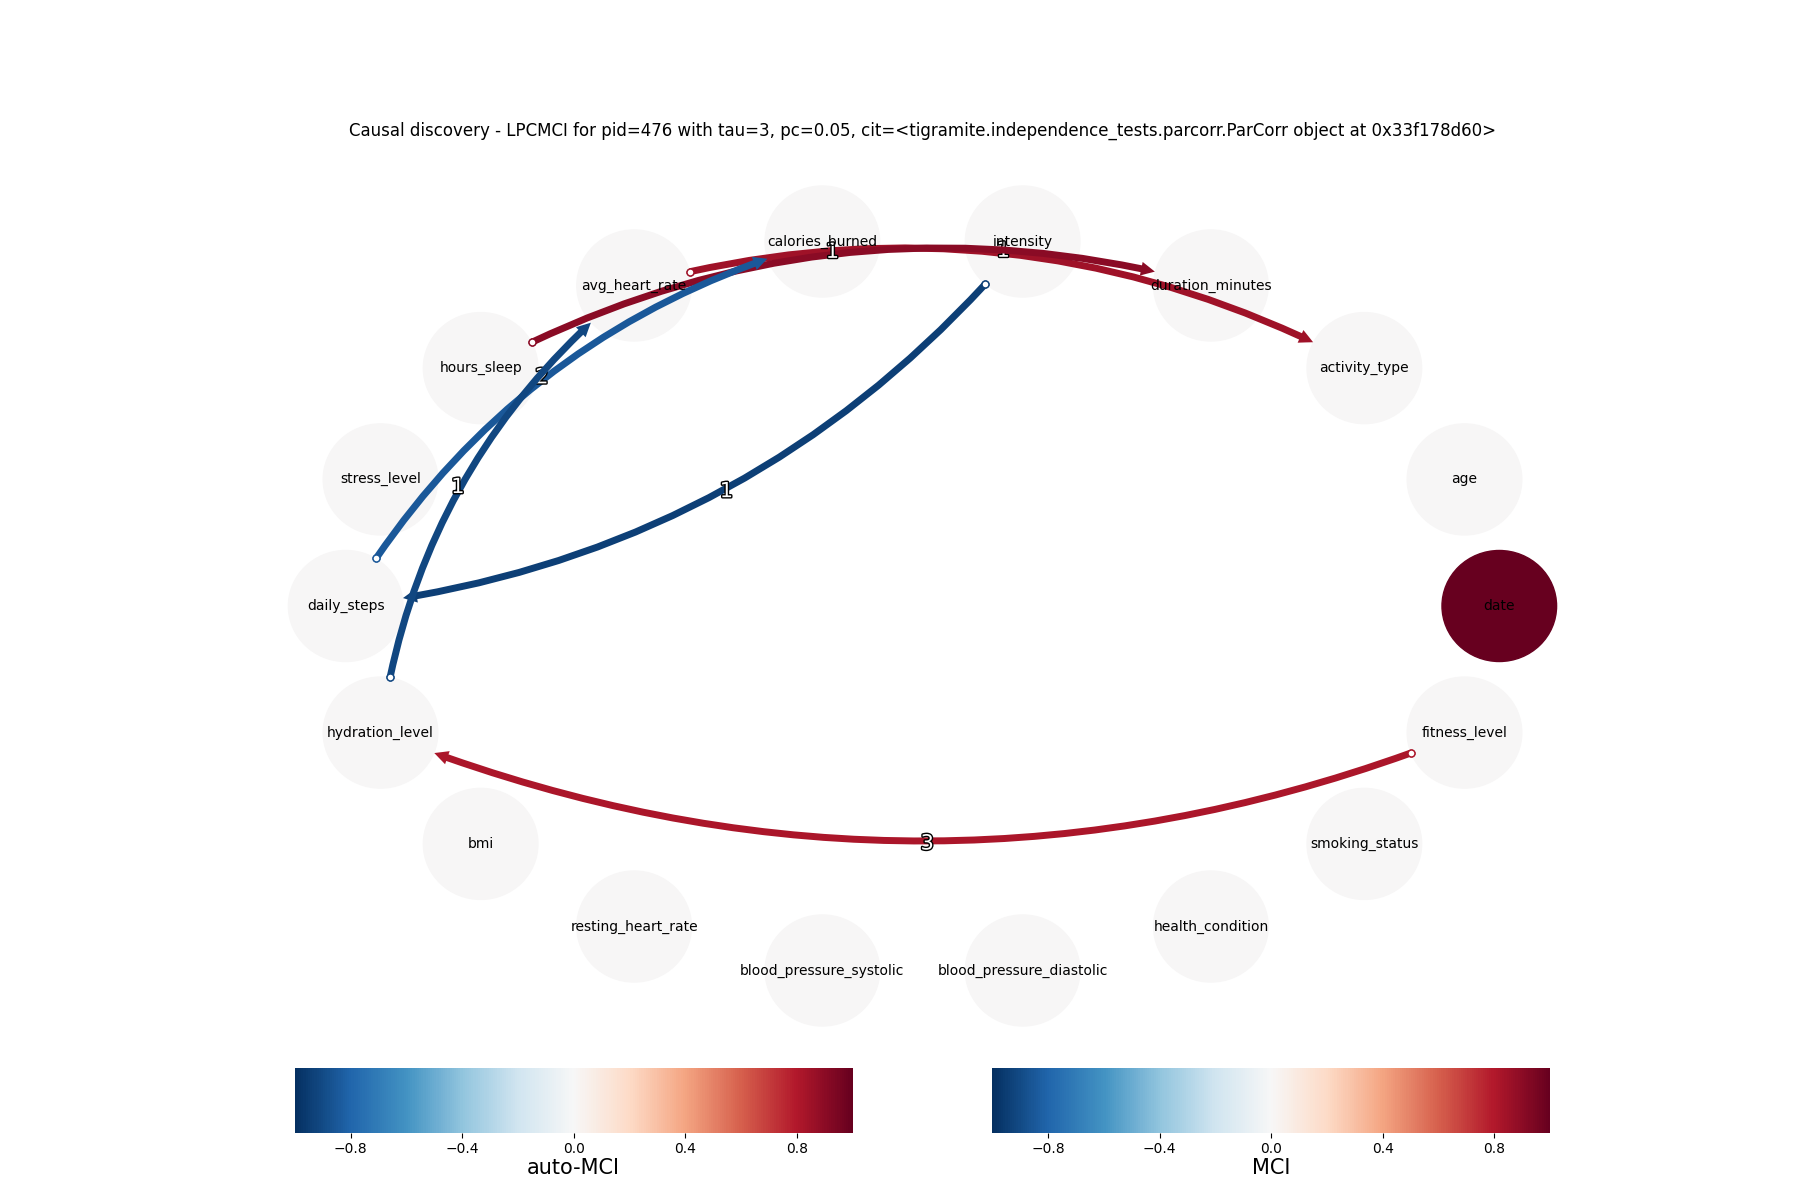 Causal discovery - LPCMCI for pid=476 with tau=3, pc=0.05, cit=<tigramite.independence_tests.parcorr.ParCorr object at 0x33f178d60>
calories_burned
intensity
1
avg_heart_rate
duration_minutes
hours_sleep
2
activity_type
stress_level
1
1
age
daily_steps
date
hydration_level
fitness_level
bmi
3
smoking_status
resting_heart_rate
health_condition
blood_pressure_systolic
blood_pressure_diastolic
−0.8 −0.4 0.0 0.4 0.8
auto-MCI
−0.8 −0.4 0.0 0.4 0.8
MCI